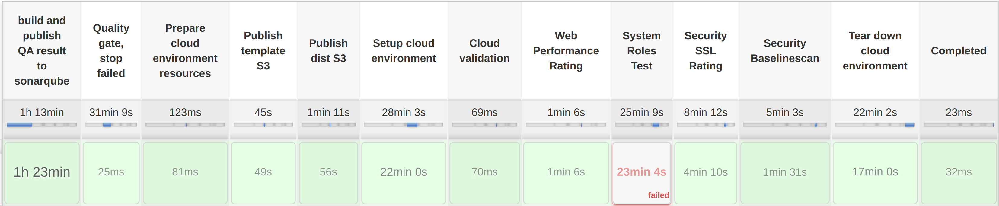 build and
publish
QA result
to
sonarqube
Quality
gate,
stop
failed
Prepare
cloud
environment
resources
Publish
template
S3
Publish
dist S3
Setup cloud
environment
Cloud
validation
Web
Performance
Rating
System
Roles
Test
Security
SSL
Rating
Security
Baselinescan
Tear down
cloud
environment
Completed
1h 13min
31min 9s
123ms
45s
1min 11s
28min 3s
69ms
1min 6s
25min 9s
8min 12s
5min 3s
22min 2s
23ms
1h 23min
25ms
81ms
49s
56s
22min 0s
70ms
1min 6s
23min 4s
failed
4min 10s
1min 31s
17min 0s
32ms